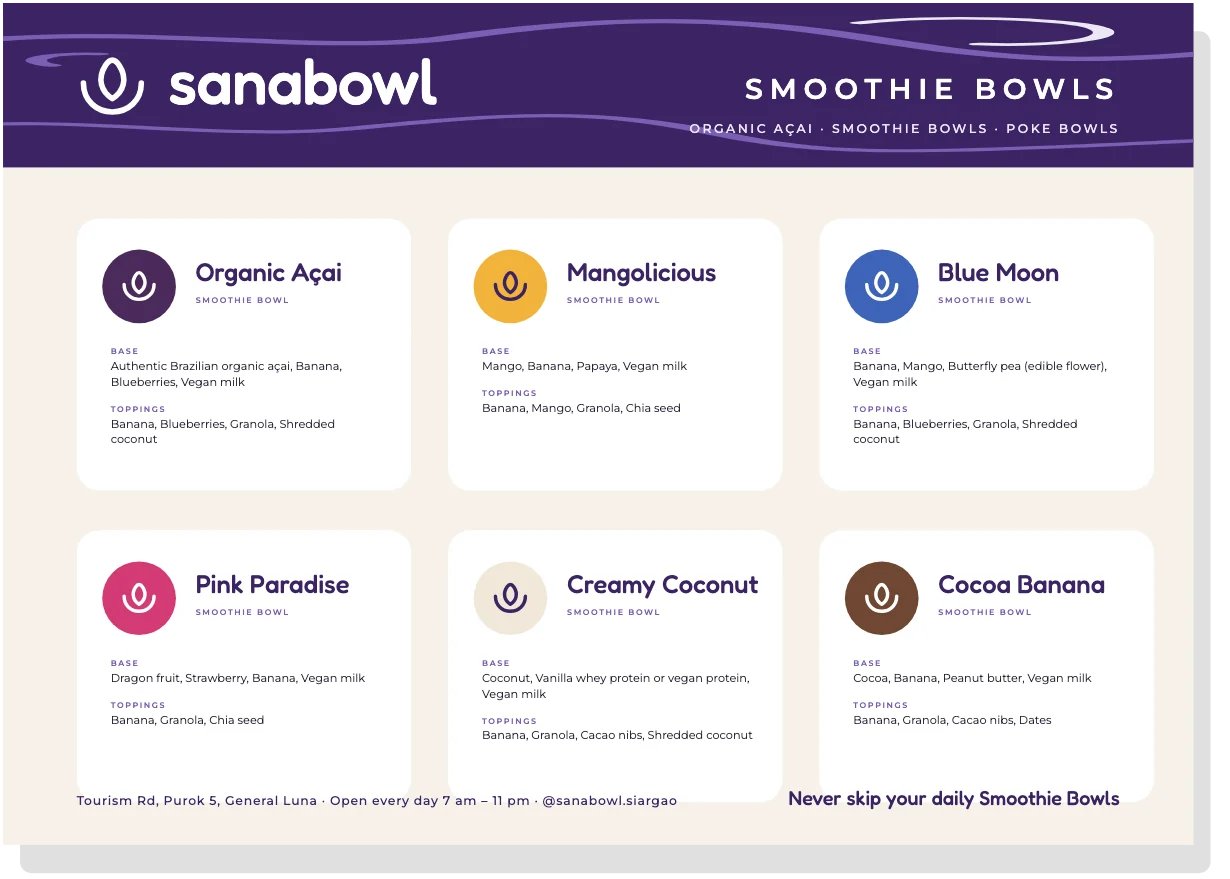 sanabowl
SMOOTHIE BOWLS
ORGANIC AÇAI · SMOOTHIE BOWLS · POKE BOWLS
Organic Açai
SMOOTHIE BOWL
BASE
Authentic Brazilian organic açai, Banana,
Blueberries, Vegan milk
TOPPINGS
Banana, Blueberries, Granola, Shredded
coconut
Mangolicious
SMOOTHIE BOWL
BASE
Mango, Banana, Papaya, Vegan milk
TOPPINGS
Banana, Mango, Granola, Chia seed
Blue Moon
SMOOTHIE BOWL
BASE
Banana, Mango, Butterfly pea (edible flower),
Vegan milk
TOPPINGS
Banana, Blueberries, Granola, Shredded
coconut
Pink Paradise
SMOOTHIE BOWL
BASE
Dragon fruit, Strawberry, Banana, Vegan milk
TOPPINGS
Banana, Granola, Chia seed
Creamy Coconut
SMOOTHIE BOWL
BASE
Coconut, Vanilla whey protein or vegan protein,
Vegan milk
TOPPINGS
Banana, Granola, Cacao nibs, Shredded coconut
Cocoa Banana
SMOOTHIE BOWL
BASE
Cocoa, Banana, Peanut butter, Vegan milk
TOPPINGS
Banana, Granola, Cacao nibs, Dates
Tourism Rd, Purok 5, General Luna · Open every day 7 am – 11 pm · @sanabowl.siargao
Never skip your daily Smoothie Bowls